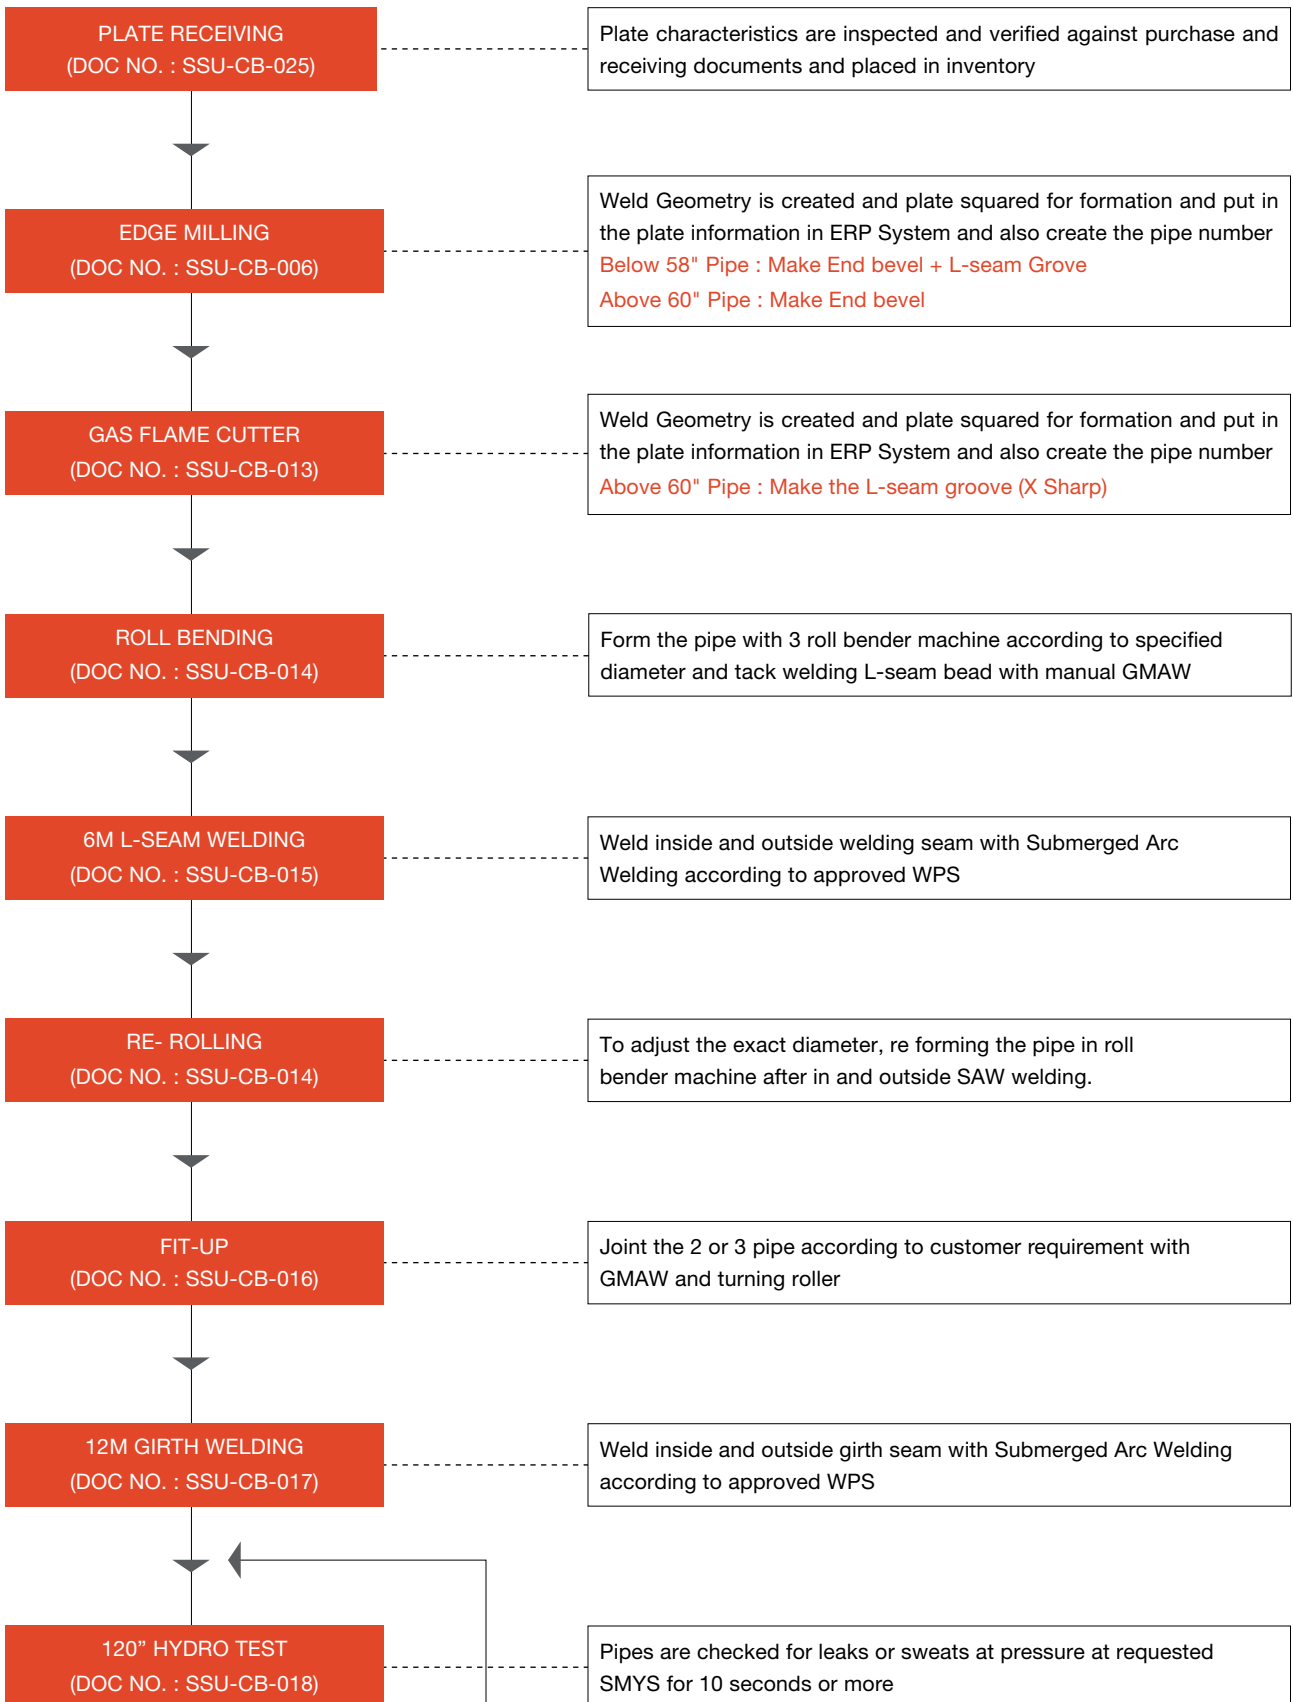 PLATE RECEIVING
(DOC NO. : SSU-CB-025)
Plate characteristics are inspected and verified against purchase and
receiving documents and placed in inventory
EDGE MILLING
(DOC NO. : SSU-CB-006)
Weld Geometry is created and plate squared for formation and put in
the plate information in ERP System and also create the pipe number
Below 58" Pipe : Make End bevel + L-seam Grove
Above 60" Pipe : Make End bevel
GAS FLAME CUTTER
(DOC NO. : SSU-CB-013)
Weld Geometry is created and plate squared for formation and put in
the plate information in ERP System and also create the pipe number
Above 60" Pipe : Make the L-seam groove (X Sharp)
ROLL BENDING
(DOC NO. : SSU-CB-014)
Form the pipe with 3 roll bender machine according to specified
diameter and tack welding L-seam bead with manual GMAW
6M L-SEAM WELDING
(DOC NO. : SSU-CB-015)
Weld inside and outside welding seam with Submerged Arc
Welding according to approved WPS
RE- ROLLING
(DOC NO. : SSU-CB-014)
To adjust the exact diameter, re forming the pipe in roll
bender machine after in and outside SAW welding.
FIT-UP
(DOC NO. : SSU-CB-016)
Joint the 2 or 3 pipe according to customer requirement with
GMAW and turning roller
12M GIRTH WELDING
(DOC NO. : SSU-CB-017)
Weld inside and outside girth seam with Submerged Arc Welding
according to approved WPS
120” HYDRO TEST
(DOC NO. : SSU-CB-018)
Pipes are checked for leaks or sweats at pressure at requested
SMYS for 10 seconds or more